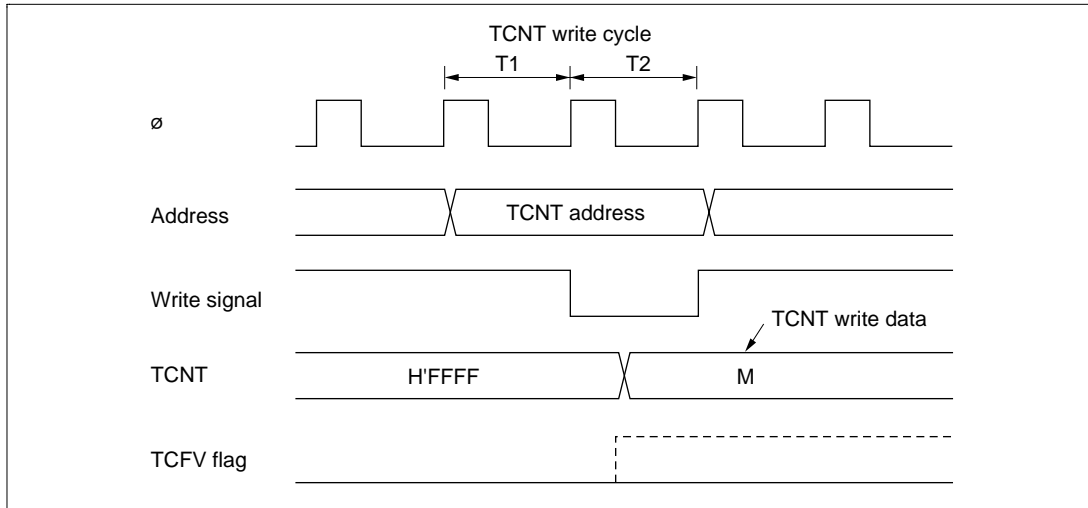 TCNT write cycle
T1 T2
ø
Address TCNT address
Write signal
TCNT write data
TCNT H'FFFF M
TCFV flag